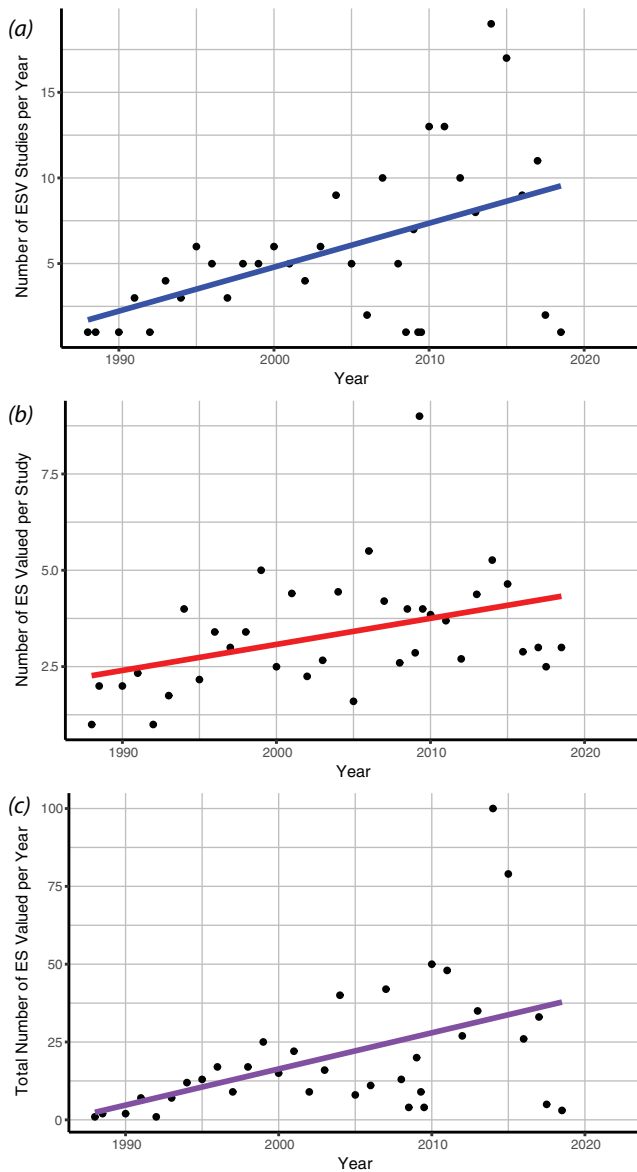 (a)
Number of ESV Studies per Year
15
10
5
1990 2000 2010 2020
Year
(b)
Number of ES Valued per Study
7.5
5.0
2.5
1990 2000 2010 2020
Year
(c)
Total Number of ES Valued per Year
100
75
50
25
0
1990 2000 2010 2020
Year